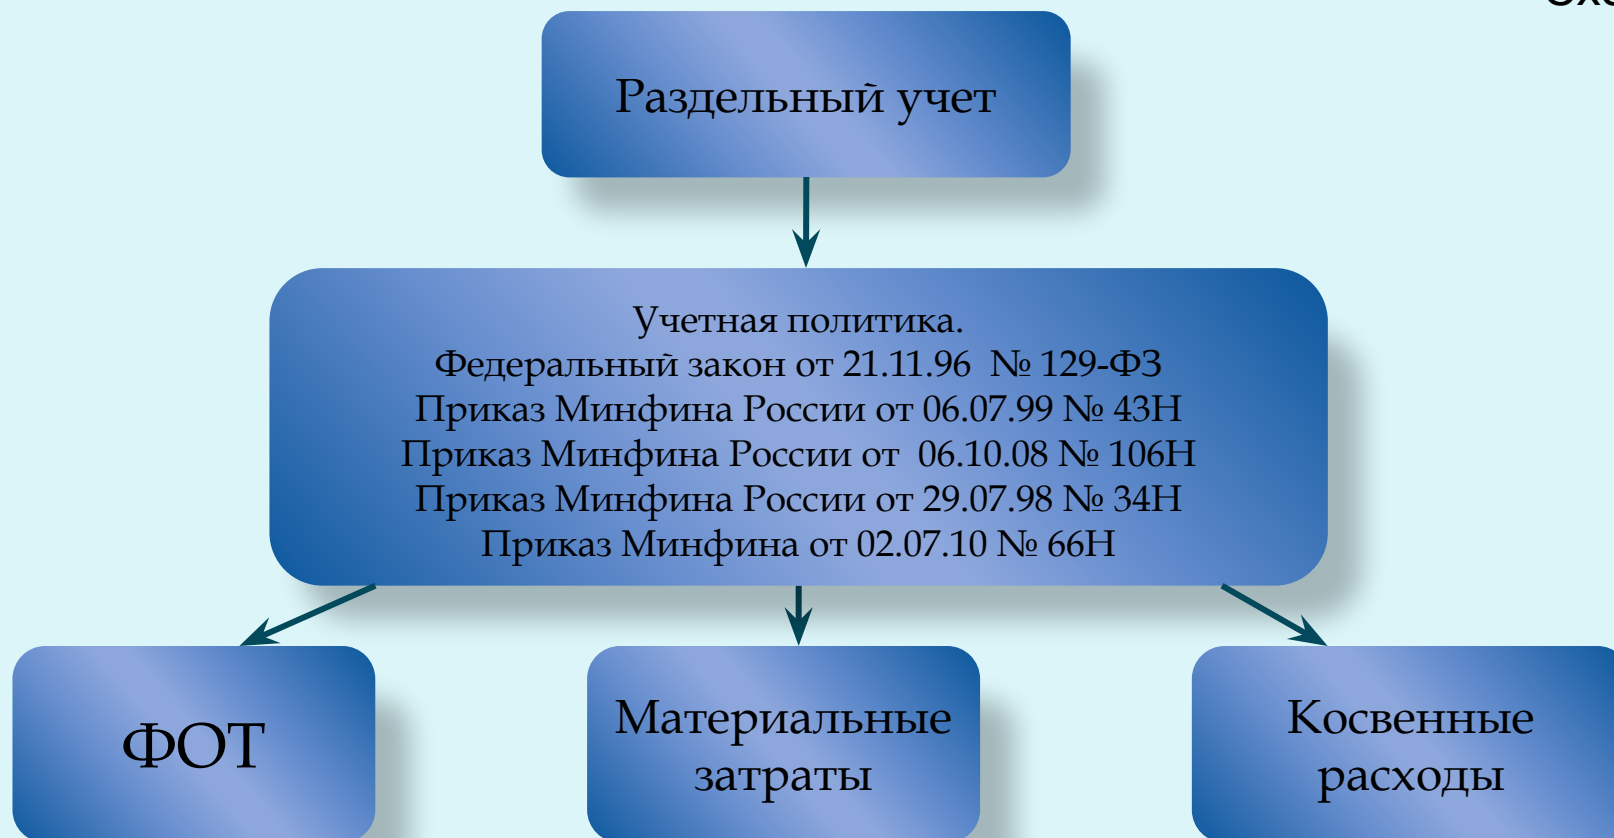 Раздельный учет
Учетная политика.
Федеральный закон от 21.11.96 № 129-ФЗ
Приказ Минфина России от 06.07.99 № 43Н
Приказ Минфина России от 06.10.08 № 106Н
Приказ Минфина России от 29.07.98 № 34Н
Приказ Минфина от 02.07.10 № 66Н
ФОТ
Материальные
затраты
Косвенные
расходы